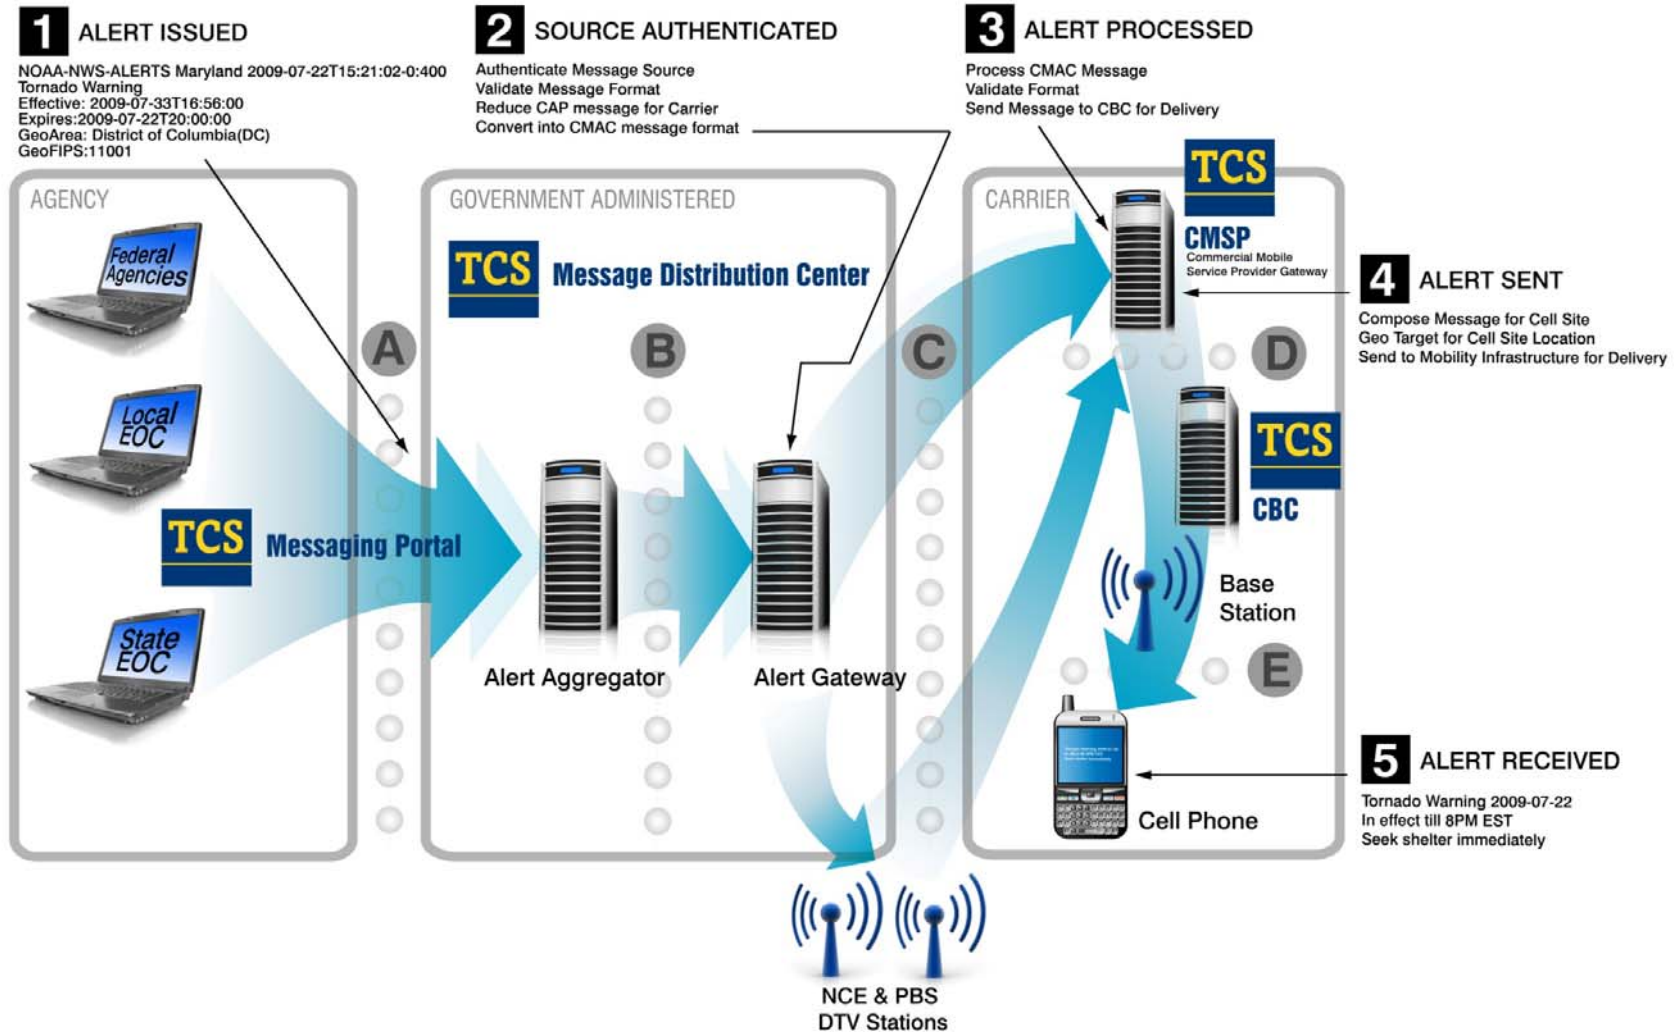 1 ALERT ISSUED
NOAA-NWS-ALERTS Maryland 2009-07-22T15:21:02-0:400
Tornado Warning
Effective: 2009-07-33T16:56:00
Expires:2009-07-22T20:00:00
GeoArea: District of Columbia(DC)
GeoFIPS:11001
2 SOURCE AUTHENTICATED
Authenticate Message Source
Validate Message Format
Reduce CAP message for Carrier
Convert into CMAC message format
3 ALERT PROCESSED
Process CMAC Message
Validate Format
Send Message to CBC for Delivery
AGENCY
Federal
Agencies
Local
EOC
TCS Messaging Portal
State
EOC
A
GOVERNMENT ADMINISTERED
TCS Message Distribution Center
B
Alert Aggregator
Alert Gateway
C
CARRIER
TCS
CMSP
Commercial Mobile
Service Provider Gateway
4 ALERT SENT
Compose Message for Cell Site
Geo Target for Cell Site Location
Send to Mobility Infrastructure for Delivery
D
TCS
CBC
Base
Station
E
Cell Phone
5 ALERT RECEIVED
Tornado Warning 2009-07-22
In effect till 8PM EST
Seek shelter immediately
NCE & PBS
DTV Stations